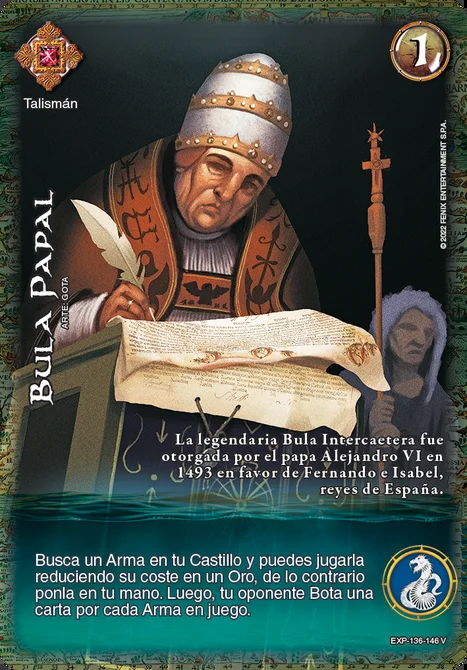 1
Talismán
BULA PAPAL
ARTE: GOTA
© 2022 FENIX ENTERTAINMENT S.P.A.
La legendaria Bula Intercaetera fue
otorgada por el papa Alejandro VI en
1493 en favor de Fernando e Isabel,
reyes de España.
Busca un Arma en tu Castillo y puedes jugarla
reduciendo su coste en un Oro, de lo contrario
ponla en tu mano. Luego, tu oponente Bota una
carta por cada Arma en juego.
EXP-136-146 V